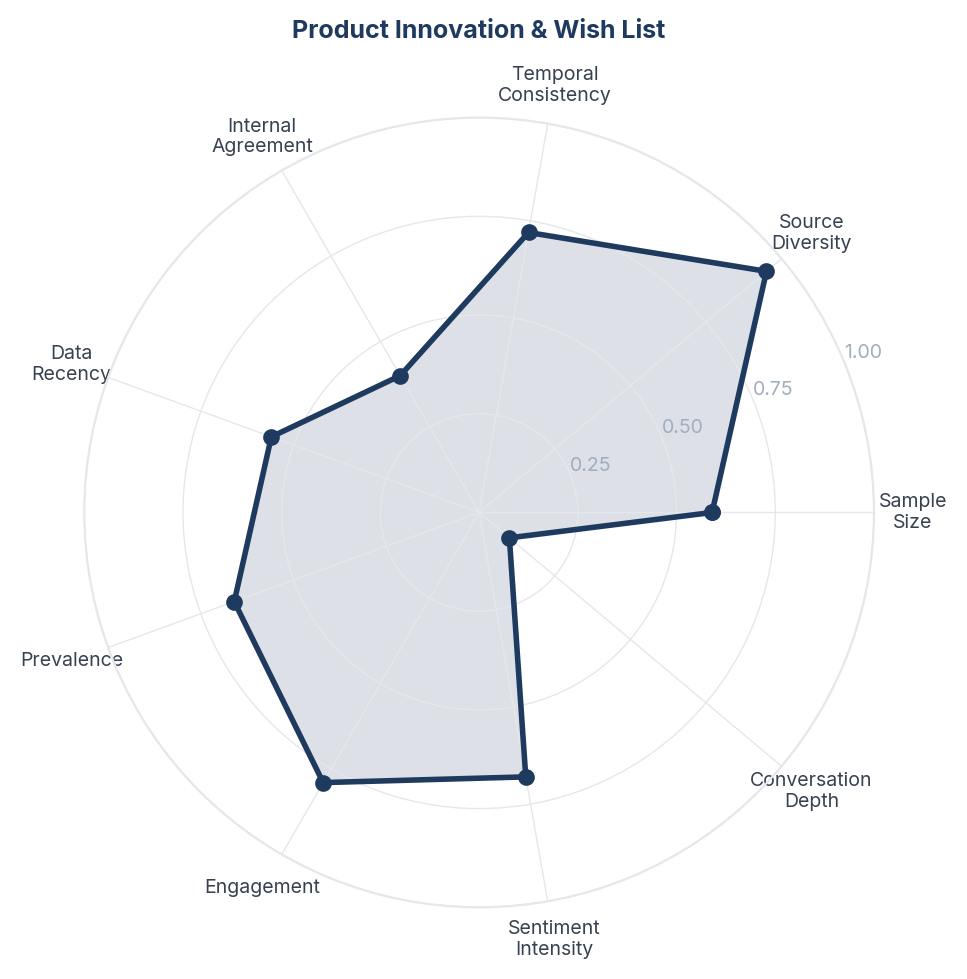 Product Innovation & Wish List
Temporal
Consistency
Internal
Agreement
Source
Diversity
Data
Recency
1.00
0.75
0.50
0.25
Sample
Size
Prevalence
Conversation
Depth
Engagement
Sentiment
Intensity